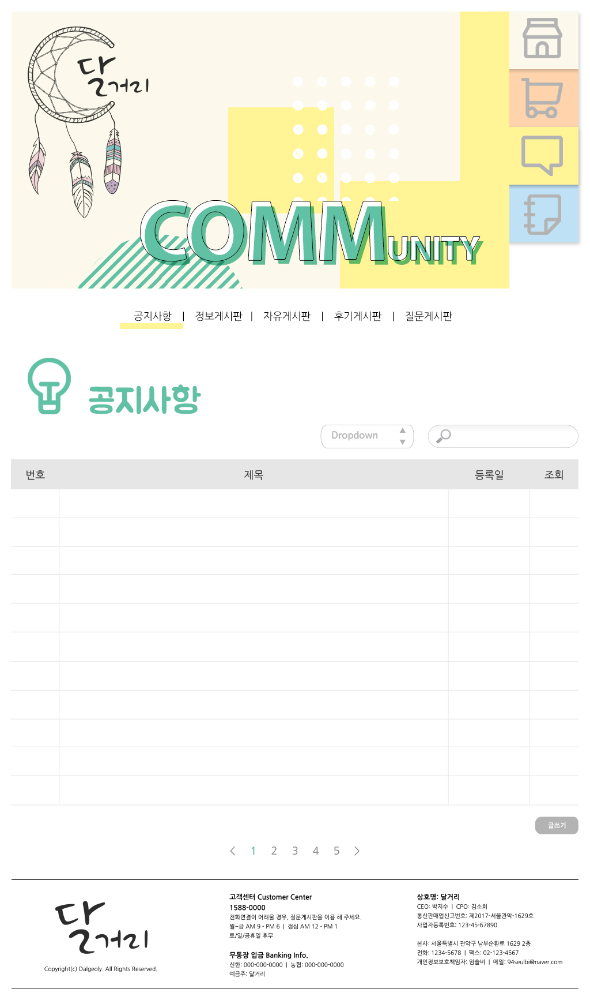 달거리
COMMUNITY
공지사항 | 정보게시판 | 자유게시판 | 후기게시판 | 질문게시판
공지사항
Dropdown
번호 제목 등록일 조회
글쓰기
< 1 2 3 4 5 >
달거리
Copyright(c) Dalgeoly. All Rights Reserved.
고객센터 Customer Center
1588-0000
전화연결이 어려울 경우, 질문게시판을 이용 해 주세요.
월~금 AM 9 - PM 6 | 점심 AM 12 - PM 1
토/일/공휴일 휴무
무통장 입금 Banking Info.
신한: 000-000-0000 | 농협: 000-000-0000
예금주: 달거리
상호명: 달거리
CEO: 박지수 | CPO: 김소희
통신판매업신고번호: 제2017-서울관악-1629호
사업자등록번호: 123-45-67890
본사: 서울특별시 관악구 남부순환로 1629 2층
전화: 1234-5678 | 팩스: 02-123-4567
개인정보보호책임자: 임슬비 | 메일: 94seulbi@naver.com